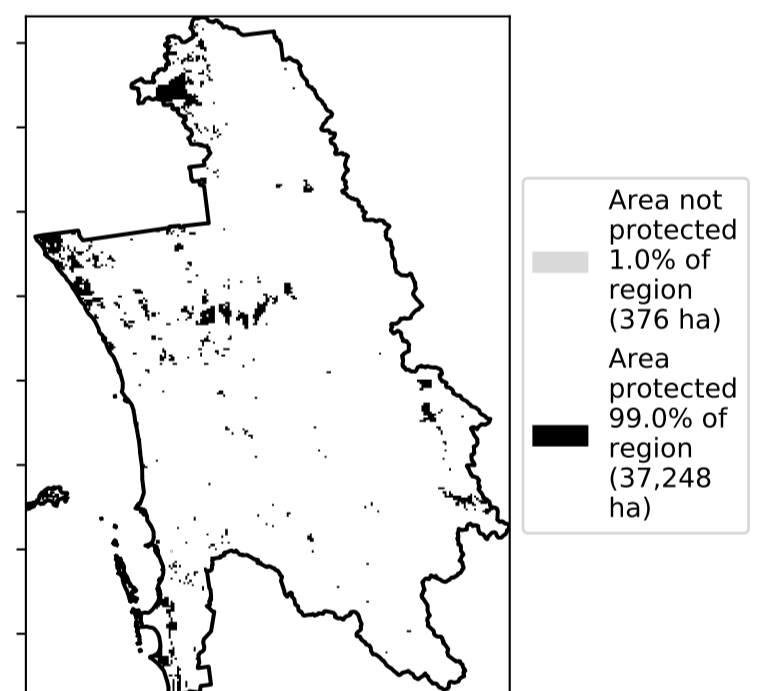 Area not
protected
1.0% of
region
(376 ha)
Area
protected
99.0% of
region
(37,248
ha)